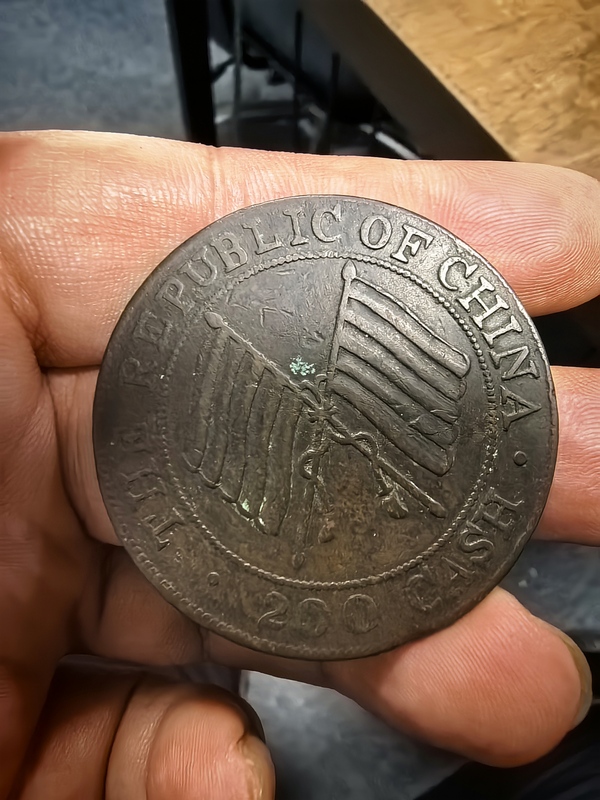 THE REPUBLIC OF CHINA
200 CASH